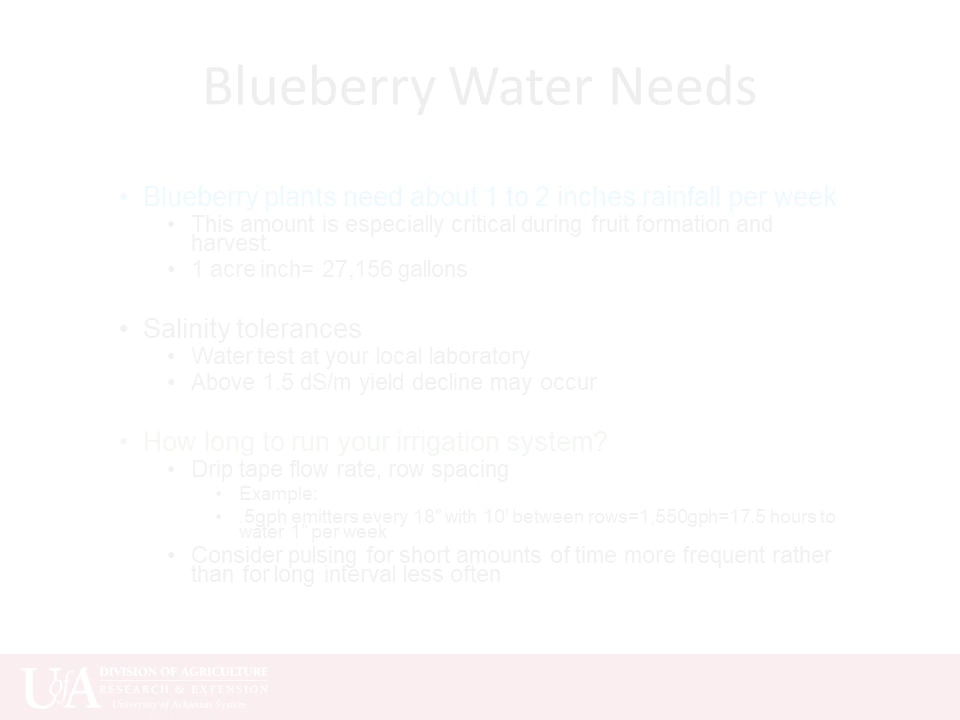 Blueberry Water Needs
• Blueberry plants need about 1 to 2 inches rainfall per week
• This amount is especially critical during fruit formation and
harvest.
• 1 acre inch= 27,156 gallons
• Salinity tolerances
• Water test at your local laboratory
• Above 1.5 dS/m yield decline may occur
• How long to run your irrigation system?
• Drip tape flow rate, row spacing
• Example:
• .5gph emitters every 18” with 10’ between rows=1,550gph=17.5 hours to
water 1” per week
• Consider pulsing for short amounts of time more frequent rather
than for long interval less often
UofA DIVISION OF AGRICULTURE
RESEARCH & EXTENSION
University of Arkansas System